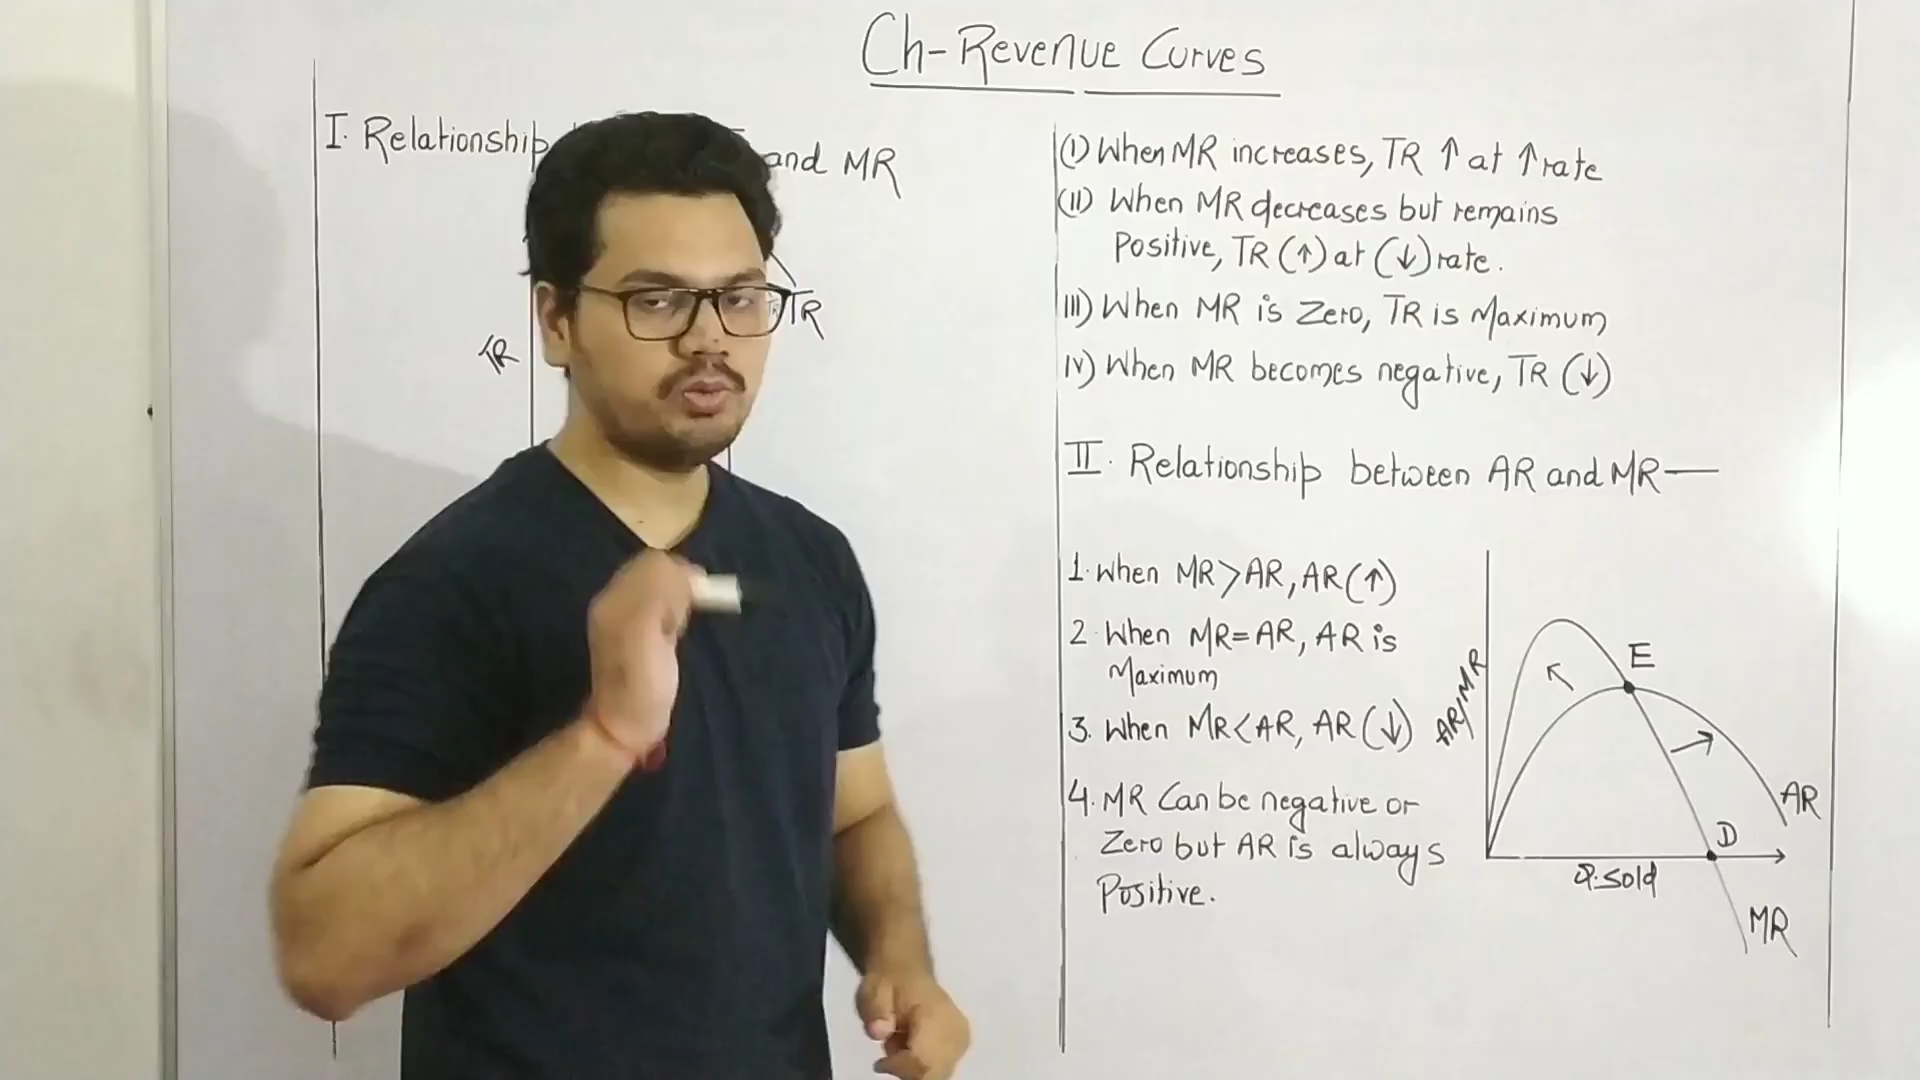 Ch-Revenue Curves
I. Relationship and MR
TR
TR
(I) When MR increases, TR ↑ at ↑ rate
(II) When MR decreases but remains
Positive, TR (↑) at (↓) rate.
III) When MR is Zero, TR is Maximum
IV) When MR becomes negative, TR (↓)
II. Relationship between AR and MR—
1. When MR>AR, AR(↑)
2. When MR=AR, AR is
Maximum
3. When MR<AR, AR(↓)
4. MR Can be negative or
Zero but AR is always
Positive.
AR/MR
E
AR
D
Q.sold
MR